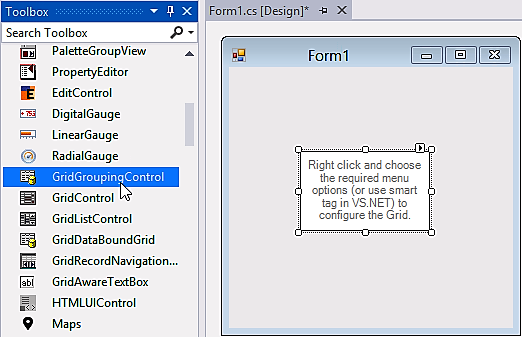 Toolbox
Search Toolbox
PaletteGroupView
PropertyEditor
EditControl
DigitalGauge
LinearGauge
RadialGauge
GridGroupingControl
GridControl
GridListControl
GridDataBoundGrid
GridRecordNavigation...
GridAwareTextBox
HTMLUIControl
Maps
Form1.cs [Design]*
Form1
Right click and choose
the required menu
options (or use smart
tag in VS.NET) to
configure the Grid.